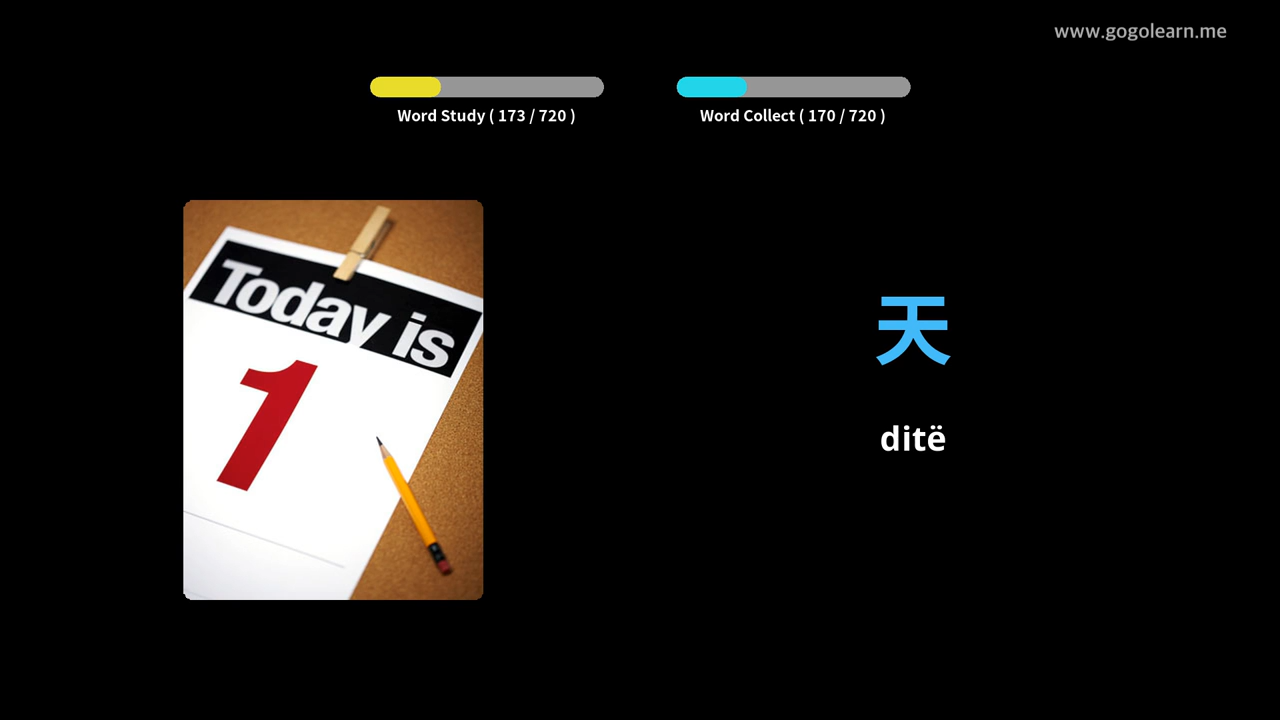 www.gogolearn.me
Word Study ( 173 / 720 )
Word Collect ( 170 / 720 )
Today is
1
天
ditë